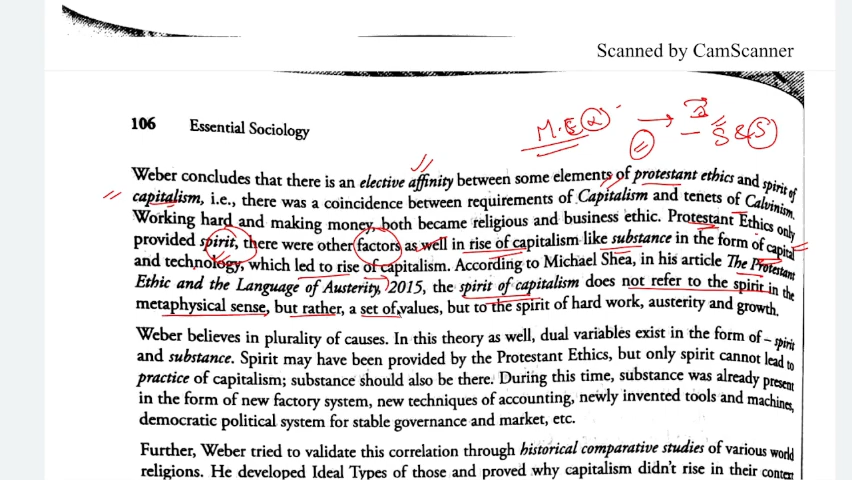 Scanned by CamScanner
106 Essential Sociology
M.E
S & S
Weber concludes that there is an elective affinity between some elements of protestant ethics and spirit of
capitalism, i.e., there was a coincidence between requirements of Capitalism and tenets of Calvinism.
Working hard and making money, both became religious and business ethic. Protestant Ethics only
provided spirit, there were other factors as well in rise of capitalism like substance in the form of capital
and technology, which led to rise of capitalism. According to Michael Shea, in his article The Protestant
Ethic and the Language of Austerity, 2015, the spirit of capitalism does not refer to the spirit in the
metaphysical sense, but rather, a set of values, but to the spirit of hard work, austerity and growth.
Weber believes in plurality of causes. In this theory as well, dual variables exist in the form of – spirit
and substance. Spirit may have been provided by the Protestant Ethics, but only spirit cannot lead to
practice of capitalism; substance should also be there. During this time, substance was already present
in the form of new factory system, new techniques of accounting, newly invented tools and machines,
democratic political system for stable governance and market, etc.
Further, Weber tried to validate this correlation through historical comparative studies of various world
religions. He developed Ideal Types of those and proved why capitalism didn't rise in their context